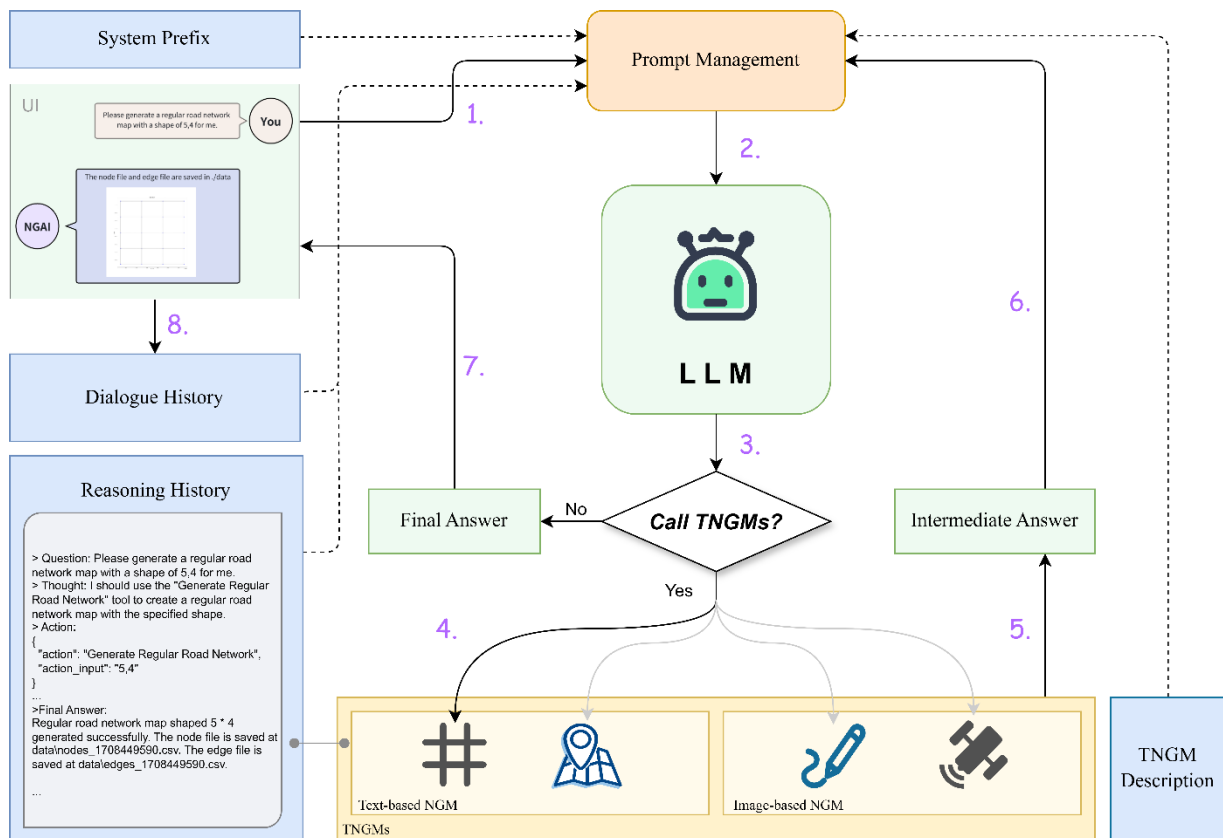 System Prefix
Prompt Management
UI
Please generate a regular road network
map with a shape of 5,4 for me.
You
1.
The node file and edge file are saved in ./data
NGAI
2.
8.
6.
LLM
7.
Dialogue History
3.
Reasoning History
Final Answer
No
Call TNGMs?
Intermediate Answer
> Question: Please generate a regular road
network map with a shape of 5,4 for me.
> Thought: I should use the "Generate Regular
Road Network" tool to create a regular road
network map with the specified shape.
> Action:
{
"action": "Generate Regular Road Network",
"action_input": "5,4"
}
...
>Final Answer:
Regular road network map shaped 5 * 4
generated successfully. The node file is saved at
data\nodes_1708449590.csv. The edge file is
saved at data\edges_1708449590.csv.
...
Yes
4.
5.
Text-based NGM
Image-based NGM
TNGMs
TNGM
Description